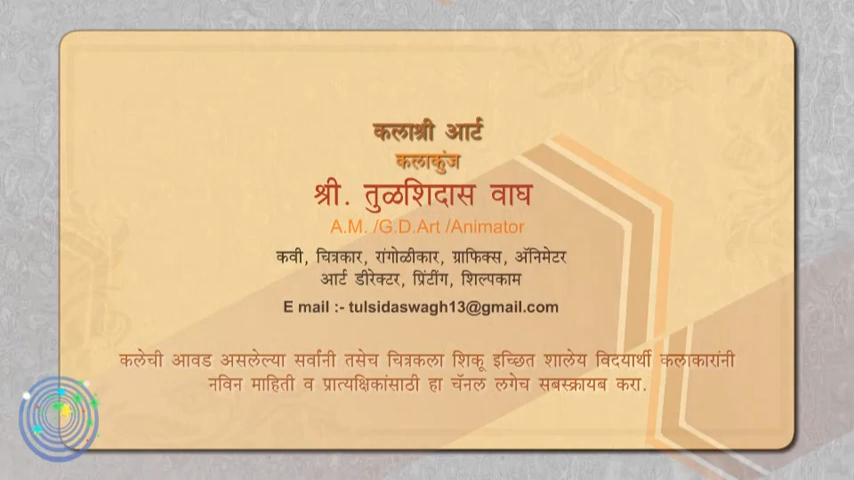 कलाश्री आर्ट
कलाकुंज
श्री. तुळशिदास वाघ
A.M. /G.D.Art /Animator
कवी, चित्रकार, रांगोळीकार, ग्राफिक्स, ॲनिमेटर
आर्ट डीरेक्टर, प्रिंटींग, शिल्पकाम
E mail :- tulsidaswagh13@gmail.com
कलेची आवड असलेल्या सर्वांनी तसेच चित्रकला शिकू इच्छित शालेय विदयार्थी कलाकारांनी
नविन माहिती व प्रात्यक्षिकांसाठी हा चॅनल लगेच सबस्क्रायब करा.